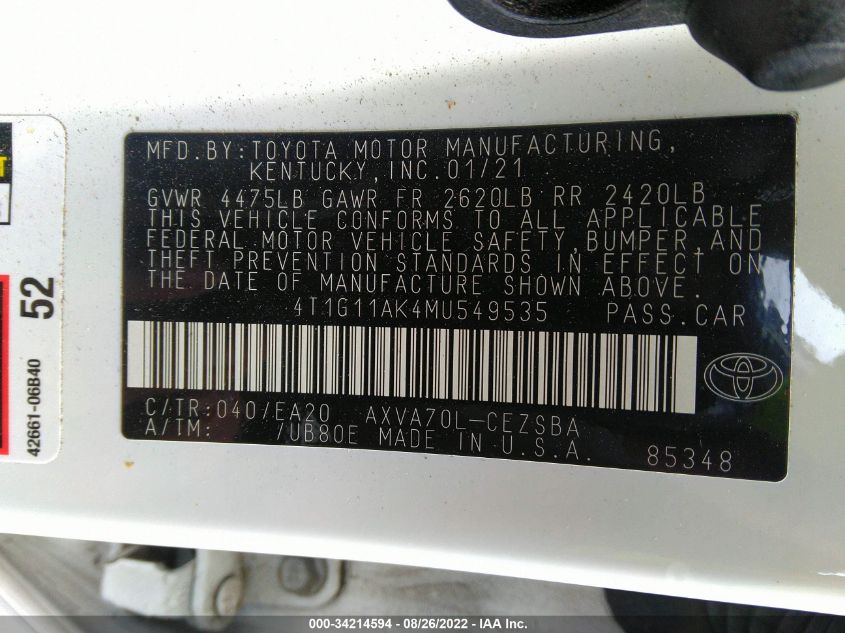 MFD.BY:TOYOTA MOTOR MANUFACTURING,
KENTUCKY,INC.01/21
GVWR 4475LB GAWR FR 2620LB RR 2420LB
THIS VEHICLE CONFORMS TO ALL APPLICABLE
FEDERAL MOTOR VEHICLE SAFETY,BUMPER,AND
THEFT PREVENTION STANDARDS IN EFFECT ON
THE DATE OF MANUFACTURE SHOWN ABOVE.
4T1G11AK4MU549535 PASS.CAR
C/TR:040/EA20 AXVA70L-CEZSBA
A/TM: /UB80E MADE IN U.S.A. 85348
52
42661-06B40
000-34214594 - 08/26/2022 - IAA Inc.